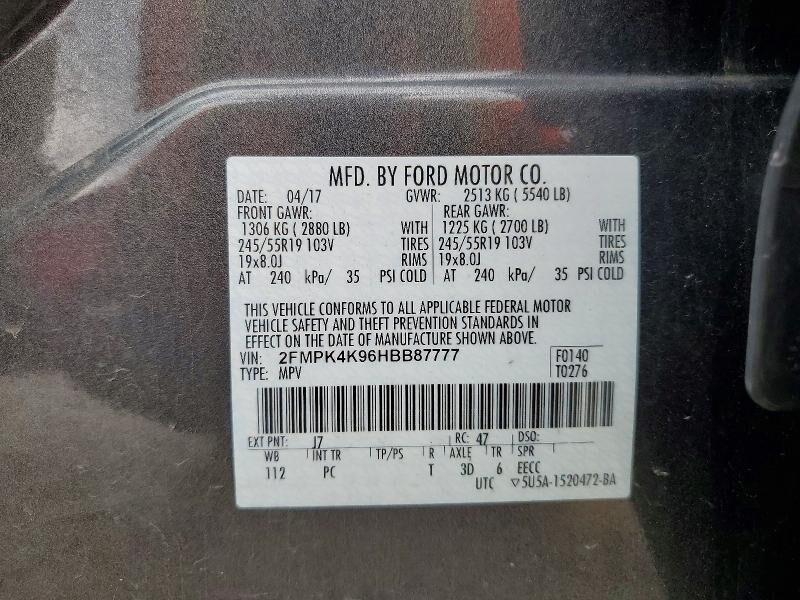 MFD. BY FORD MOTOR CO.
DATE: 04/17 GVWR: 2513 KG ( 5540 LB)
FRONT GAWR: REAR GAWR:
1306 KG ( 2880 LB) WITH 1225 KG ( 2700 LB) WITH
245/55R19 103V TIRES 245/55R19 103V TIRES
19x8.0J RIMS 19x8.0J RIMS
AT 240 kPa/ 35 PSI COLD AT 240 kPa/ 35 PSI COLD
THIS VEHICLE CONFORMS TO ALL APPLICABLE FEDERAL MOTOR
VEHICLE SAFETY AND THEFT PREVENTION STANDARDS IN
EFFECT ON THE DATE OF MANUFACTURE SHOWN ABOVE.
VIN: 2FMPK4K96HBB87777 F0140
TYPE: MPV T0276
EXT PNT: J7 RC: 47 DSO:
WB INT TR TP/PS R AXLE TR SPR
112 PC T 3D 6 EECC
UTC ▽5U5A-1520472-BA